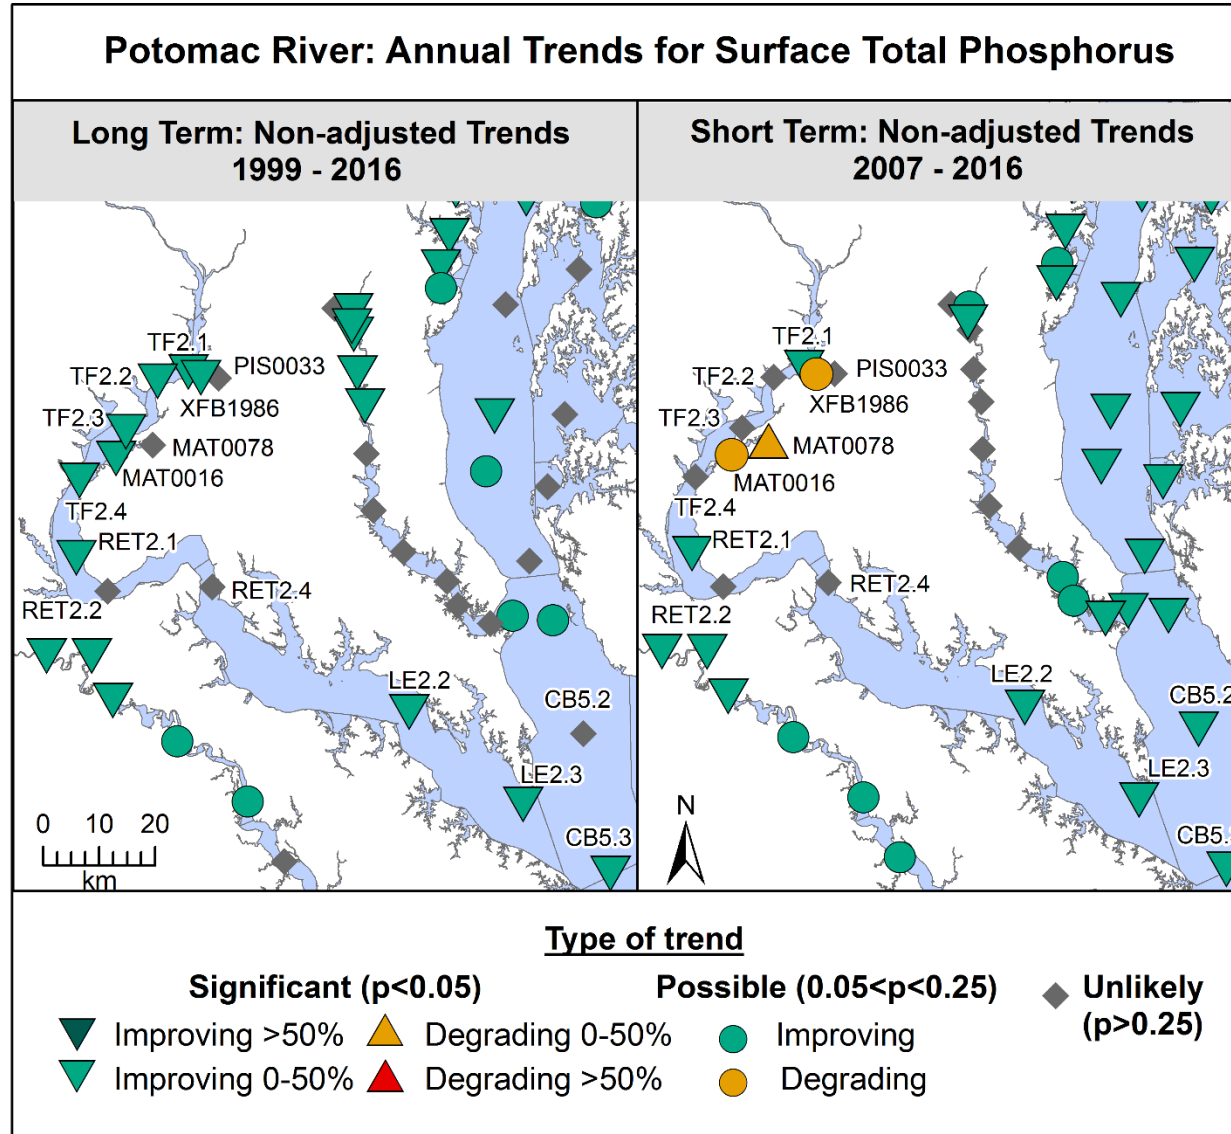 Potomac River: Annual Trends for Surface Total Phosphorus
Long Term: Non-adjusted Trends
1999 - 2016
Short Term: Non-adjusted Trends
2007 - 2016
TF2.1
PIS0033
TF2.2
XFB1986
TF2.3
MAT0078
MAT0016
TF2.4
RET2.1
RET2.4
RET2.2
LE2.2
CB5.2
LE2.3
CB5.3
0 10 20
km
TF2.1
PIS0033
TF2.2
XFB1986
TF2.3
MAT0078
MAT0016
TF2.4
RET2.1
RET2.4
RET2.2
LE2.2
CB5.2
LE2.3
CB5.
N
Type of trend
Significant (p<0.05)
Possible (0.05<p<0.25)
Unlikely
(p>0.25)
Improving >50%
Degrading 0-50%
Improving
Improving 0-50%
Degrading >50%
Degrading